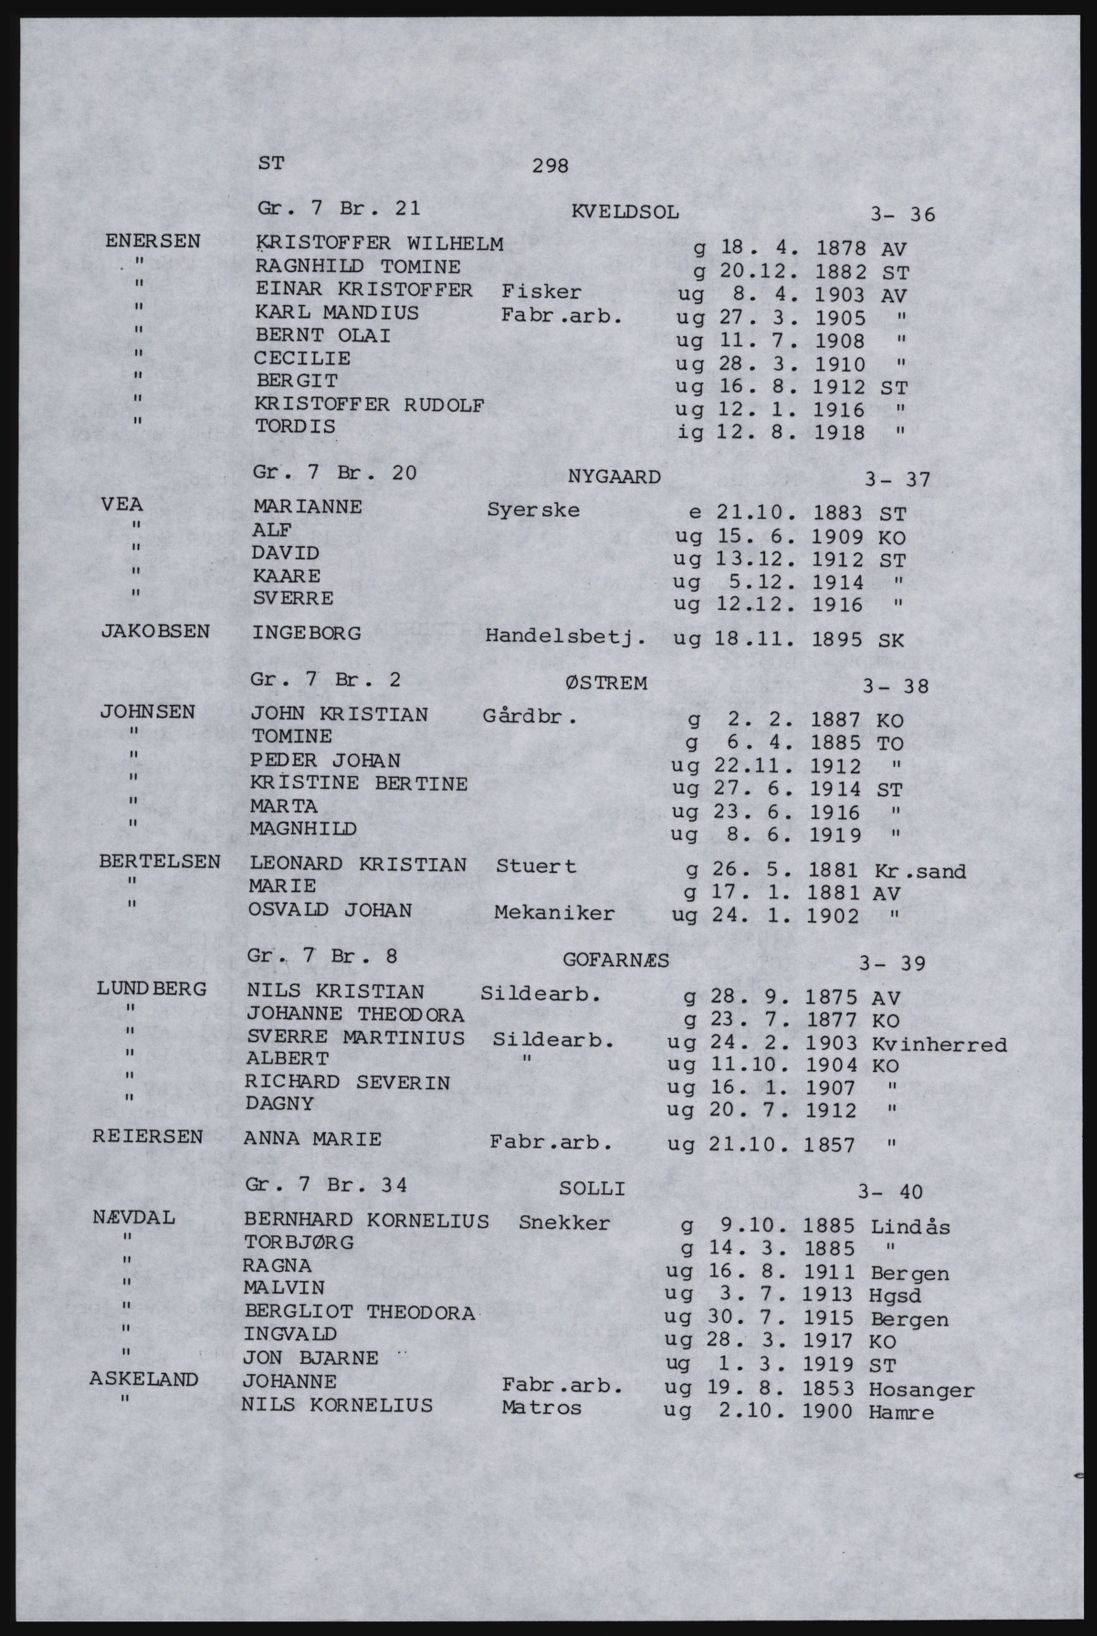 ST 298
Gr. 7 Br. 21 KVELDSOL 3- 36
ENERSEN KRISTOFFER WILHELM g 18. 4. 1878 AV
" RAGNHILD TOMINE g 20.12. 1882 ST
" EINAR KRISTOFFER Fisker ug 8. 4. 1903 AV
" KARL MANDIUS Fabr.arb. ug 27. 3. 1905 "
" BERNT OLAI ug 11. 7. 1908 "
" CECILIE ug 28. 3. 1910 "
" BERGIT ug 16. 8. 1912 ST
" KRISTOFFER RUDOLF ug 12. 1. 1916 "
" TORDIS ig 12. 8. 1918 "
Gr. 7 Br. 20 NYGAARD 3- 37
VEA MARIANNE Syerske e 21.10. 1883 ST
" ALF ug 15. 6. 1909 KO
" DAVID ug 13.12. 1912 ST
" KAARE ug 5.12. 1914 "
" SVERRE ug 12.12. 1916 "
JAKOBSEN INGEBORG Handelsbetj. ug 18.11. 1895 SK
Gr. 7 Br. 2 ØSTREM 3- 38
JOHNSEN JOHN KRISTIAN Gårdbr. g 2. 2. 1887 KO
" TOMINE g 6. 4. 1885 TO
" PEDER JOHAN ug 22.11. 1912 "
" KRISTINE BERTINE ug 27. 6. 1914 ST
" MARTA ug 23. 6. 1916 "
" MAGNHILD ug 8. 6. 1919 "
BERTELSEN LEONARD KRISTIAN Stuert g 26. 5. 1881 Kr.sand
" MARIE g 17. 1. 1881 AV
" OSVALD JOHAN Mekaniker ug 24. 1. 1902 "
Gr. 7 Br. 8 GOFARNÆS 3- 39
LUNDBERG NILS KRISTIAN Sildearb. g 28. 9. 1875 AV
" JOHANNE THEODORA g 23. 7. 1877 KO
" SVERRE MARTINIUS Sildearb. ug 24. 2. 1903 Kvinherred
" ALBERT " ug 11.10. 1904 KO
" RICHARD SEVERIN ug 16. 1. 1907 "
" DAGNY ug 20. 7. 1912 "
REIERSEN ANNA MARIE Fabr.arb. ug 21.10. 1857 "
Gr. 7 Br. 34 SOLLI 3- 40
NÆVDAL BERNHARD KORNELIUS Snekker g 9.10. 1885 Lindås
" TORBJØRG g 14. 3. 1885 "
" RAGNA ug 16. 8. 1911 Bergen
" MALVIN ug 3. 7. 1913 Hgsd
" BERGLIOT THEODORA ug 30. 7. 1915 Bergen
" INGVALD ug 28. 3. 1917 KO
" JON BJARNE ug 1. 3. 1919 ST
ASKELAND JOHANNE Fabr.arb. ug 19. 8. 1853 Hosanger
" NILS KORNELIUS Matros ug 2.10. 1900 Hamre